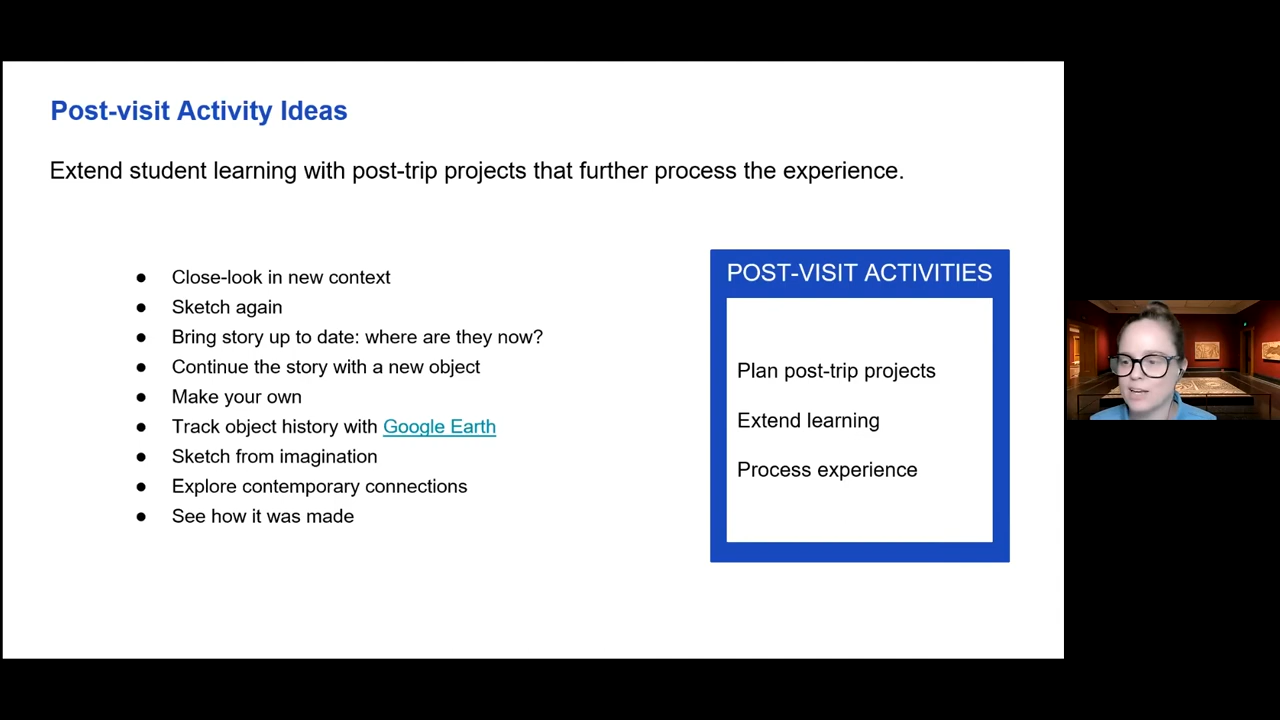 Post-visit Activity Ideas
Extend student learning with post-trip projects that further process the experience.
● Close-look in new context
● Sketch again
● Bring story up to date: where are they now?
● Continue the story with a new object
● Make your own
● Track object history with Google Earth
● Sketch from imagination
● Explore contemporary connections
● See how it was made
POST-VISIT ACTIVITIES
Plan post-trip projects
Extend learning
Process experience